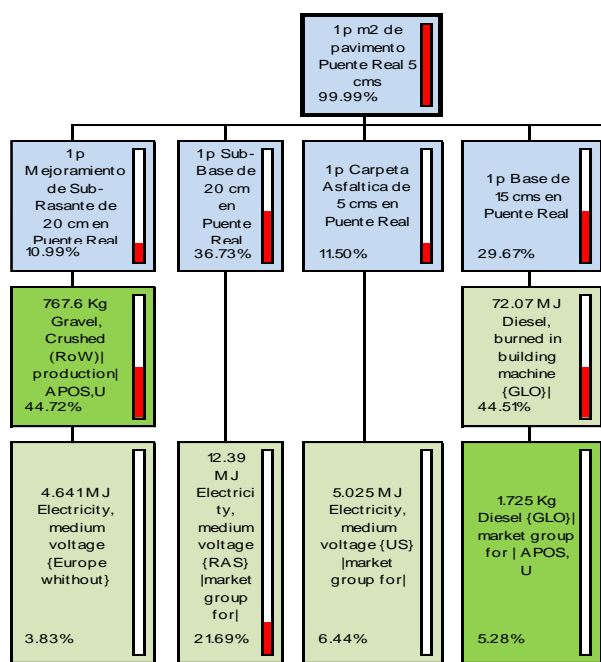 1p m2 de
pavimento
Puente Real 5
cms
99.99%
1p
Mejoramiento
de Sub-
Rasante de
20 cm en
Puente Real
10.99%
1p Sub-
Base de
20 cm
en
Puente
Real
36.73%
1p Carpeta
Asfaltica de
5 cms en
Puente Real
11.50%
1p Base de
15 cms en
Puente Real
29.67%
767.6 Kg
Gravel,
Crushed
(RoW)|
production|
APOS,U
44.72%
72.07 MJ
Diesel,
burned in
building
machine
{GLO}|
44.51%
4.641 MJ
Electricity,
medium
voltage
{Europe
whithout}
3.83%
12.39
MJ
Electrici
ty,
medium
voltage
{RAS}
|market
group
for|
21.69%
5.025 MJ
Electricity,
medium
voltage {US}
|market
group for|
6.44%
1.725 Kg
Diesel {GLO}|
market group
for | APOS,
U
5.28%